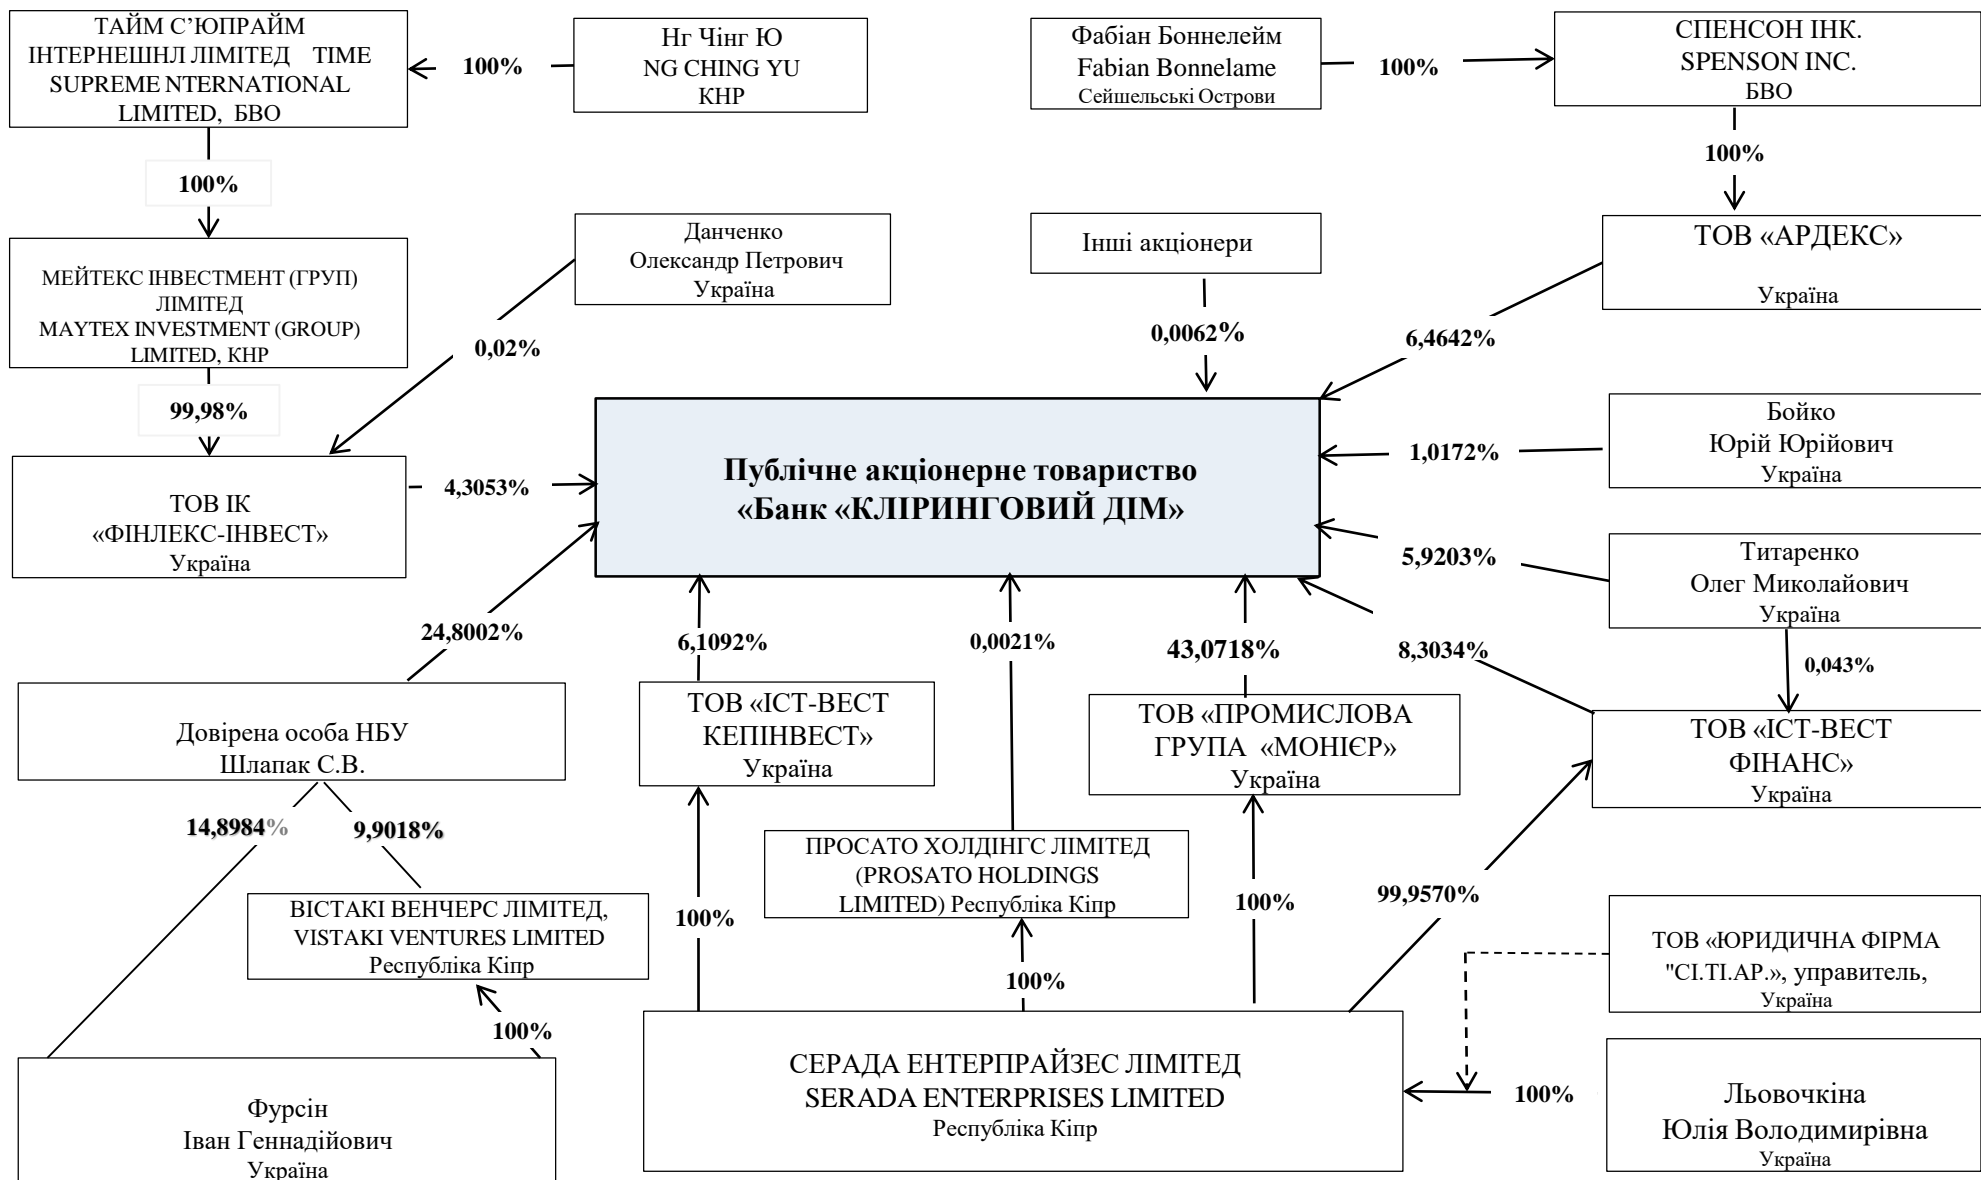 ТАЙМ С’ЮПРАЙМ
ІНТЕРНЕШНЛ ЛІМІТЕД TIME
SUPREME NTERNATIONAL
LIMITED, БВО
100%
Нг Чінг Ю
NG CHING YU
КНР
Фабіан Боннелейм
Fabian Bonnelame
Сейшельські Острови
100%
СПЕНСОН ІНК.
SPENSON INC.
БВО
100%
100%
МЕЙТЕКС ІНВЕСТМЕНТ (ГРУП)
ЛІМІТЕД
MAYTEX INVESTMENT (GROUP)
LIMITED, КНР
Данченко
Олександр Петрович
Україна
Інші акціонери
ТОВ «АРДЕКС»
Україна
0,02%
0,0062%
6,4642%
99,98%
ТОВ ІК
«ФІНЛЕКС-ІНВЕСТ»
Україна
4,3053%
Публічне акціонерне товариство
«Банк «КЛІРИНГОВИЙ ДІМ»
1,0172%
Бойко
Юрій Юрійович
Україна
5,9203%
Титаренко
Олег Миколайович
Україна
24,8002%
6,1092%
0,0021%
43,0718%
8,3034%
0,043%
Довірена особа НБУ
Шлапак С.В.
ТОВ «ІСТ-ВЕСТ
КЕПІНВЕСТ»
Україна
ТОВ «ПРОМИСЛОВА
ГРУПА «МОНІЄР»
Україна
ТОВ «ІСТ-ВЕСТ
ФІНАНС»
Україна
14,8984%
9,9018%
ПРОСАТО ХОЛДІНГС ЛІМІТЕД
(PROSATO HOLDINGS
LIMITED) Республіка Кіпр
ВІСТАКІ ВЕНЧЕРС ЛІМІТЕД,
VISTAKI VENTURES LIMITED
Республіка Кіпр
100%
100%
99,9570%
ТОВ «ЮРИДИЧНА ФІРМА
"СІ.ТІ.АР.», управитель,
Україна
100%
100%
Фурсін
Іван Геннадійович
Україна
СЕРАДА ЕНТЕРПРАЙЗЕС ЛІМІТЕД
SERADA ENTERPRISES LIMITED
Республіка Кіпр
100%
Льовочкіна
Юлія Володимирівна
Україна